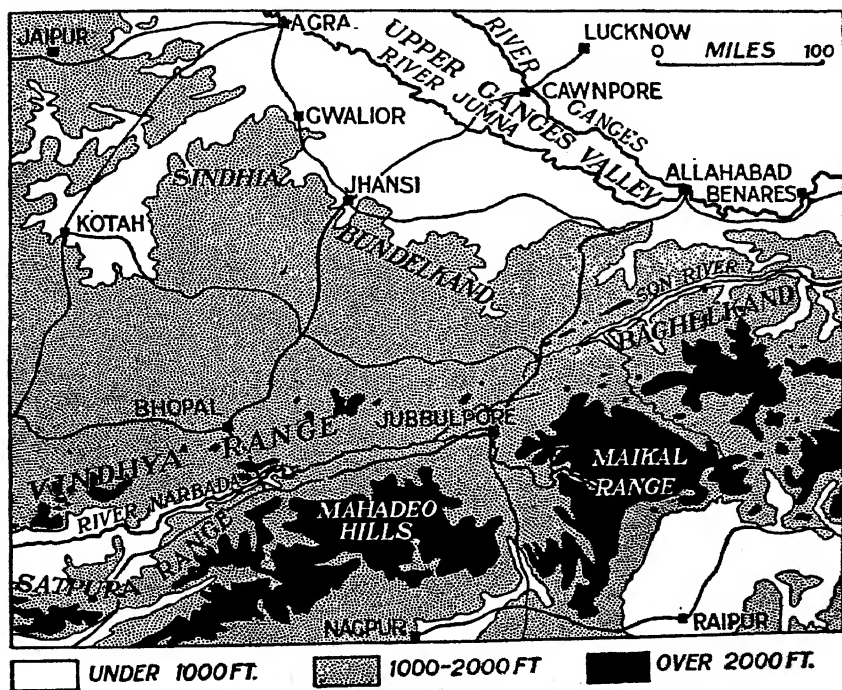 JAIPUR
AGRA
LUCKNOW
0 MILES 100
RIVER GANGES
CAWNPORE
UPPER GANGES VALLEY
RIVER JUMNA
GWALIOR
SINDHIA
JHANSI
ALLAHABAD
BENARES
KOTAH
BUNDELKAND
SON RIVER
BAGHELKAND
BHOPAL
JUBBULPORE
VINDHYA RANGE
MAIKAL
RANGE
RIVER NARBADA
MAHADEO
HILLS
SATPURA RANGE
NAGPUR
RAIPUR
UNDER 1000 FT.
1000-2000 FT
OVER 2000 FT.